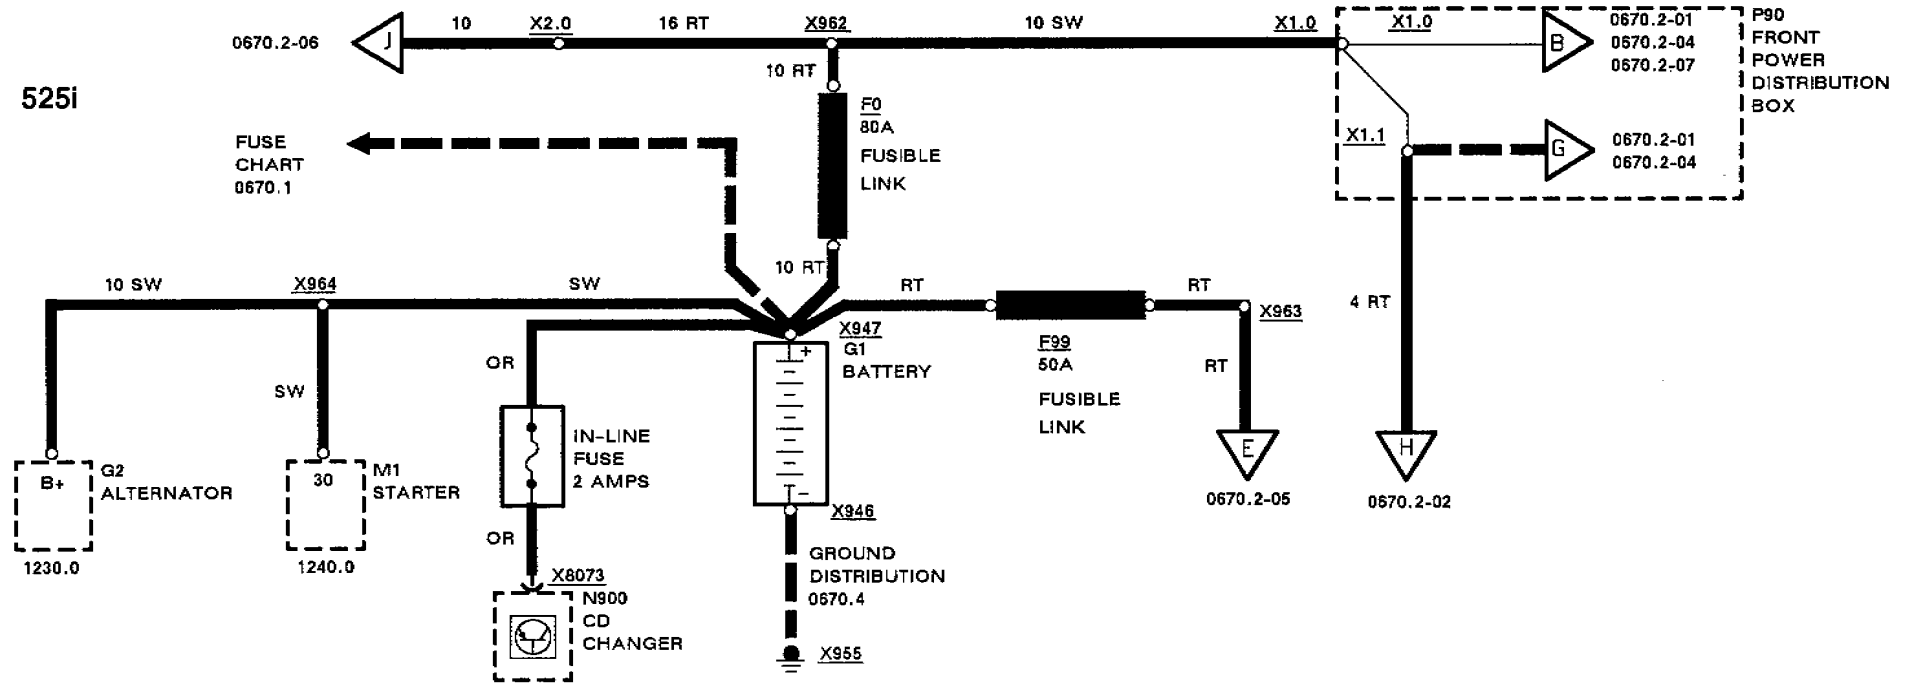 10
X2.0
16 RT
X962
10 SW
X1.0
X1.0
0670.2-01
0670.2-04
0670.2-07
P90
FRONT
POWER
DISTRIBUTION
BOX
0670.2-06
J
B
10 RT
525i
F0
80A
FUSIBLE
LINK
FUSE
CHART
0670.1
X1.1
G
0670.2-01
0670.2-04
10 RT
10 SW
X964
SW
RT
RT
X963
4 RT
X947
G1
BATTERY
+
−
F99
50A
FUSIBLE
LINK
OR
SW
RT
IN-LINE
FUSE
2 AMPS
E
0670.2-05
H
0670.2-02
B+
G2
ALTERNATOR
1230.0
30
M1
STARTER
1240.0
X946
OR
GROUND
DISTRIBUTION
0670.4
X8073
N900
CD
CHANGER
X955